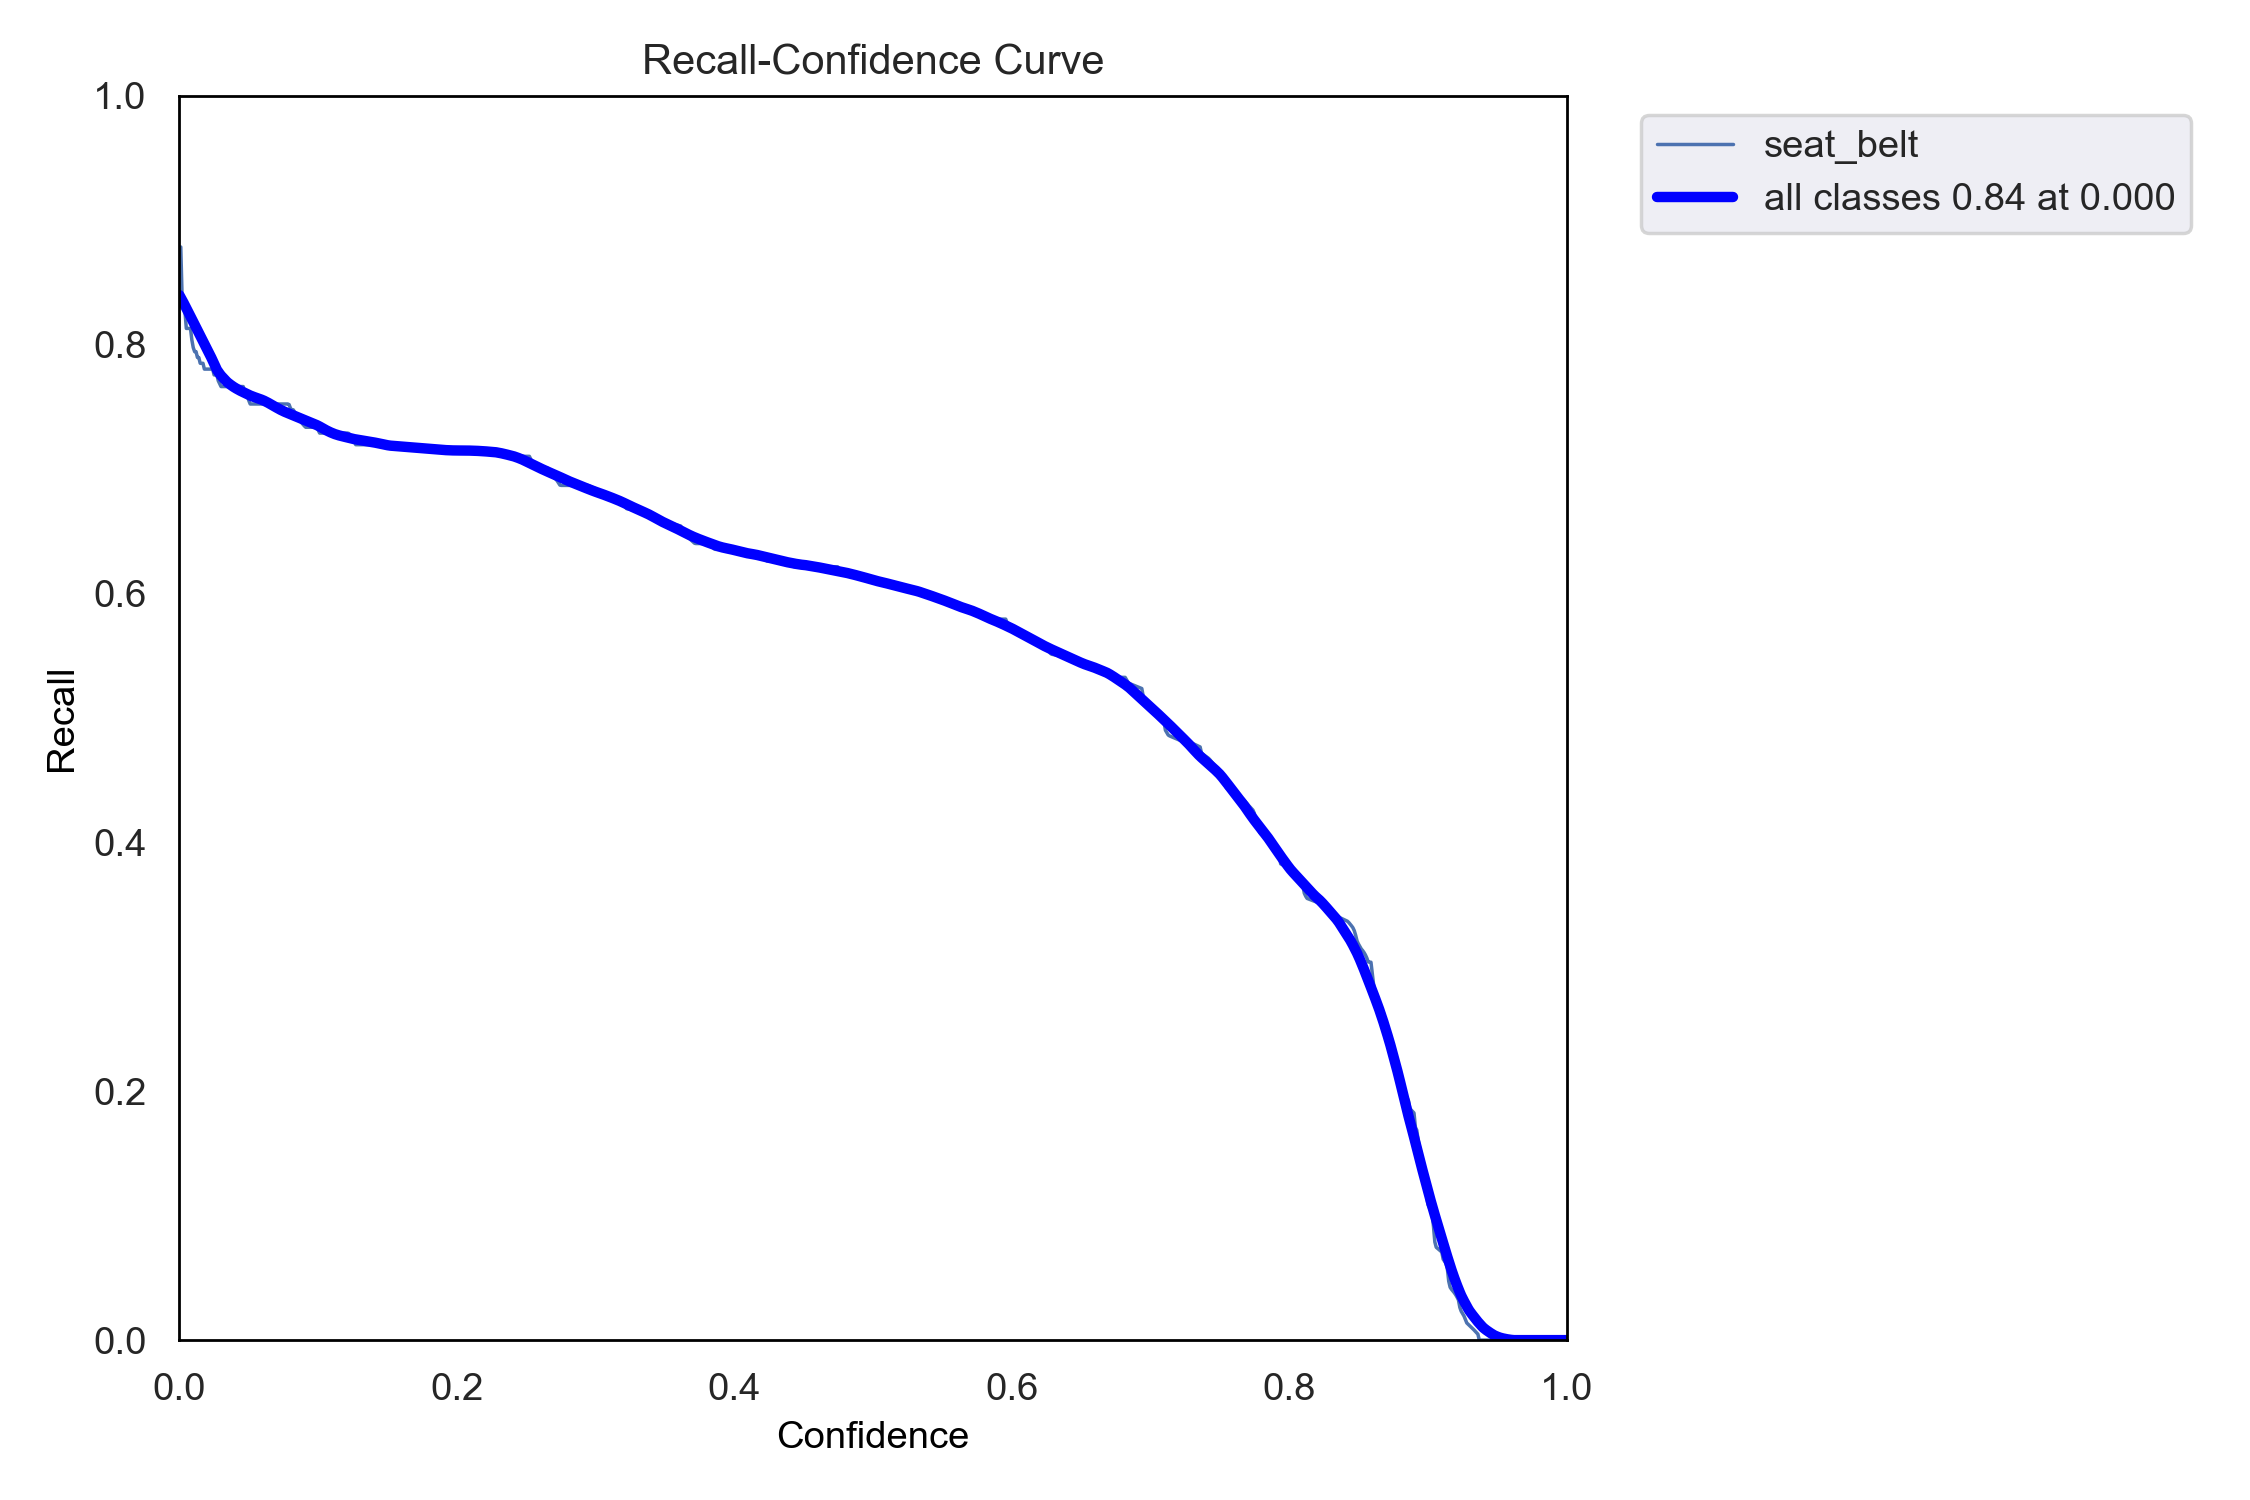 Recall-Confidence Curve
seat_belt
all classes 0.84 at 0.000
1.0
0.8
0.6
0.4
0.2
0.0
Recall
0.0 0.2 0.4 0.6 0.8 1.0
Confidence